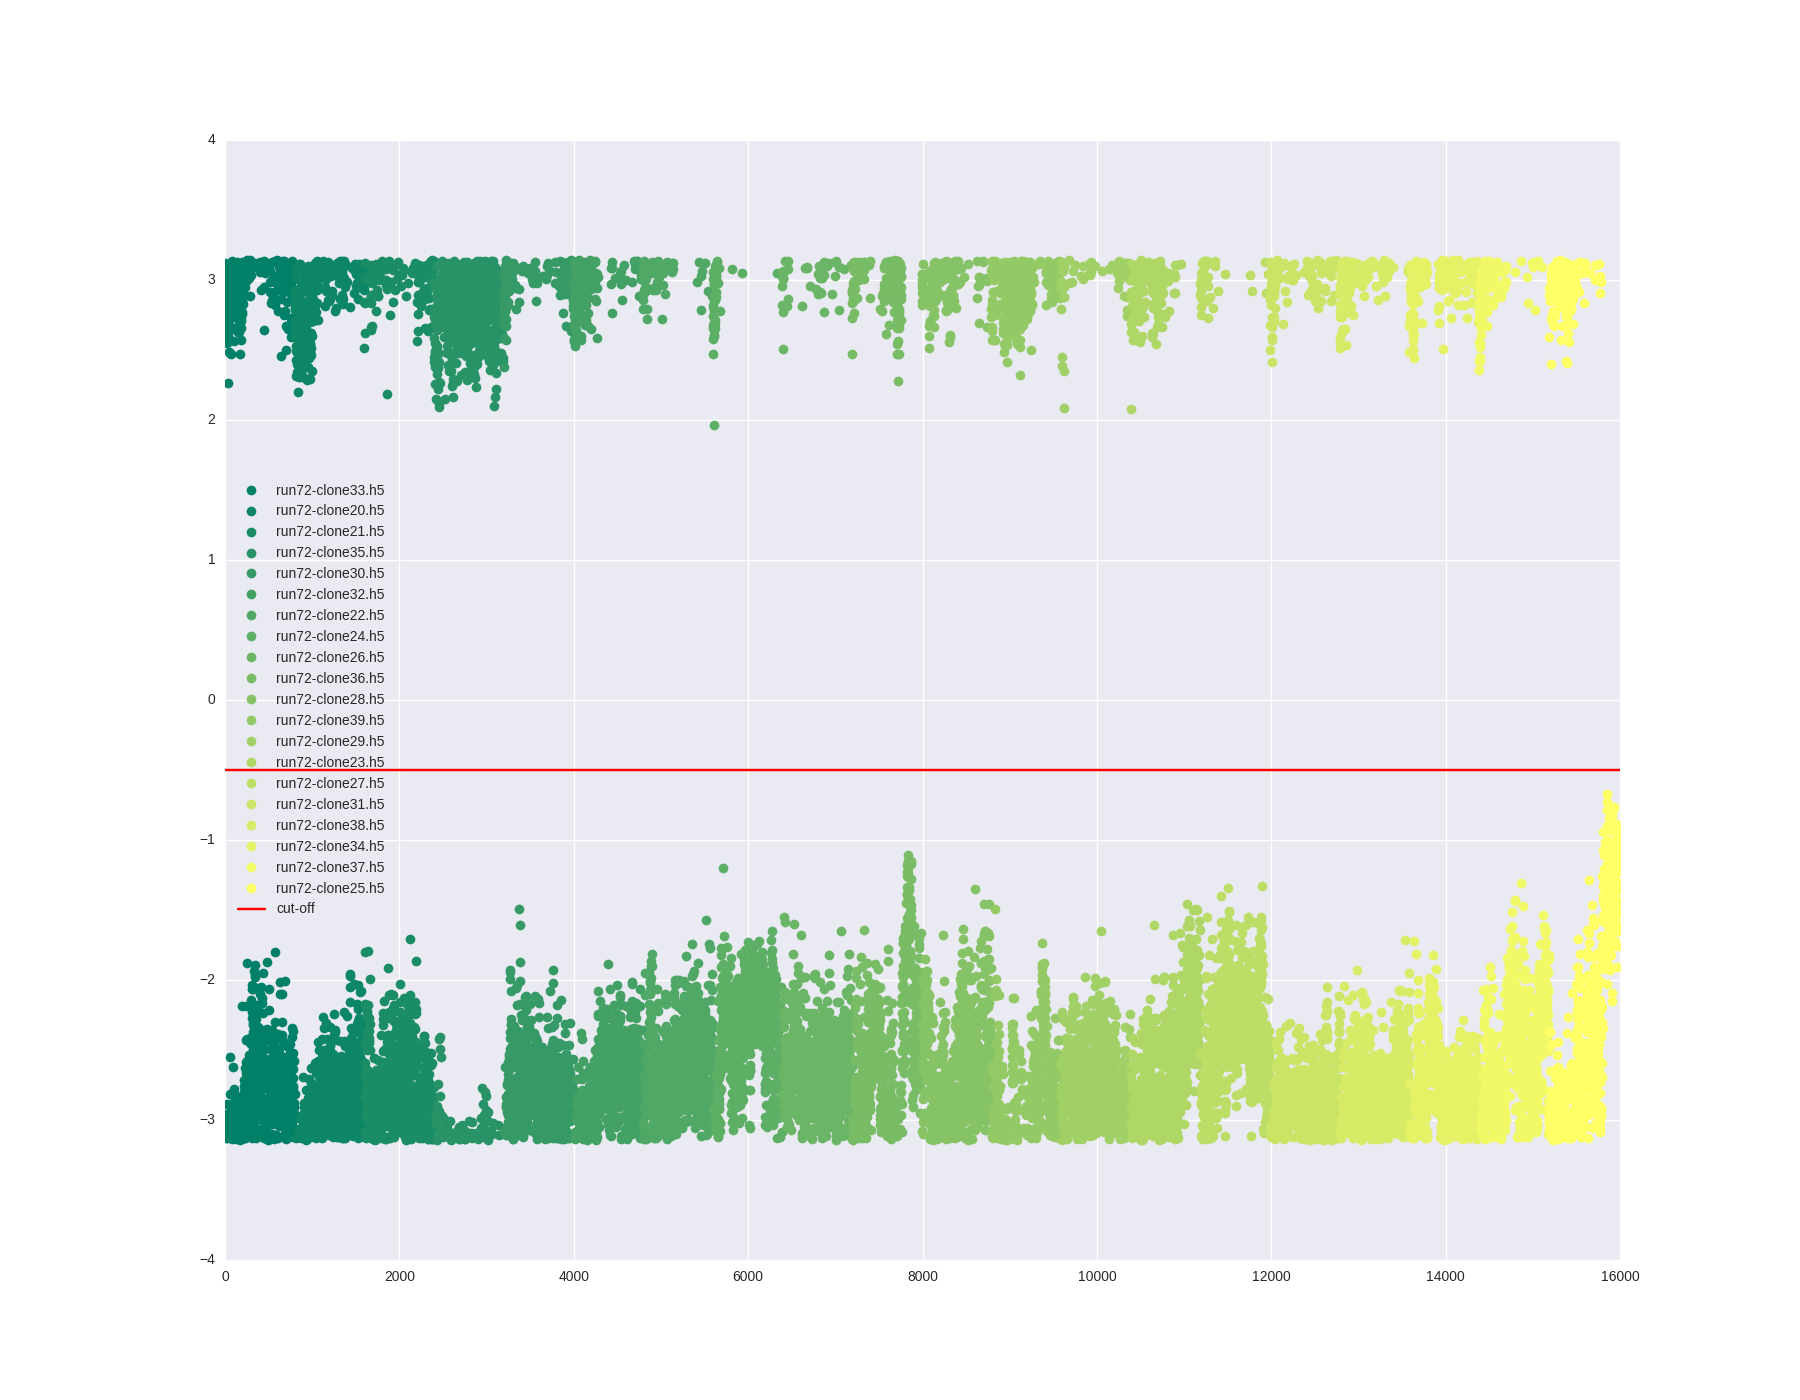 4
3
2
1
0
−1
−2
−3
−4
run72-clone33.h5
run72-clone20.h5
run72-clone21.h5
run72-clone35.h5
run72-clone30.h5
run72-clone32.h5
run72-clone22.h5
run72-clone24.h5
run72-clone26.h5
run72-clone36.h5
run72-clone28.h5
run72-clone39.h5
run72-clone29.h5
run72-clone23.h5
run72-clone27.h5
run72-clone31.h5
run72-clone38.h5
run72-clone34.h5
run72-clone37.h5
run72-clone25.h5
cut-off
0 2000 4000 6000 8000 10000 12000 14000 16000